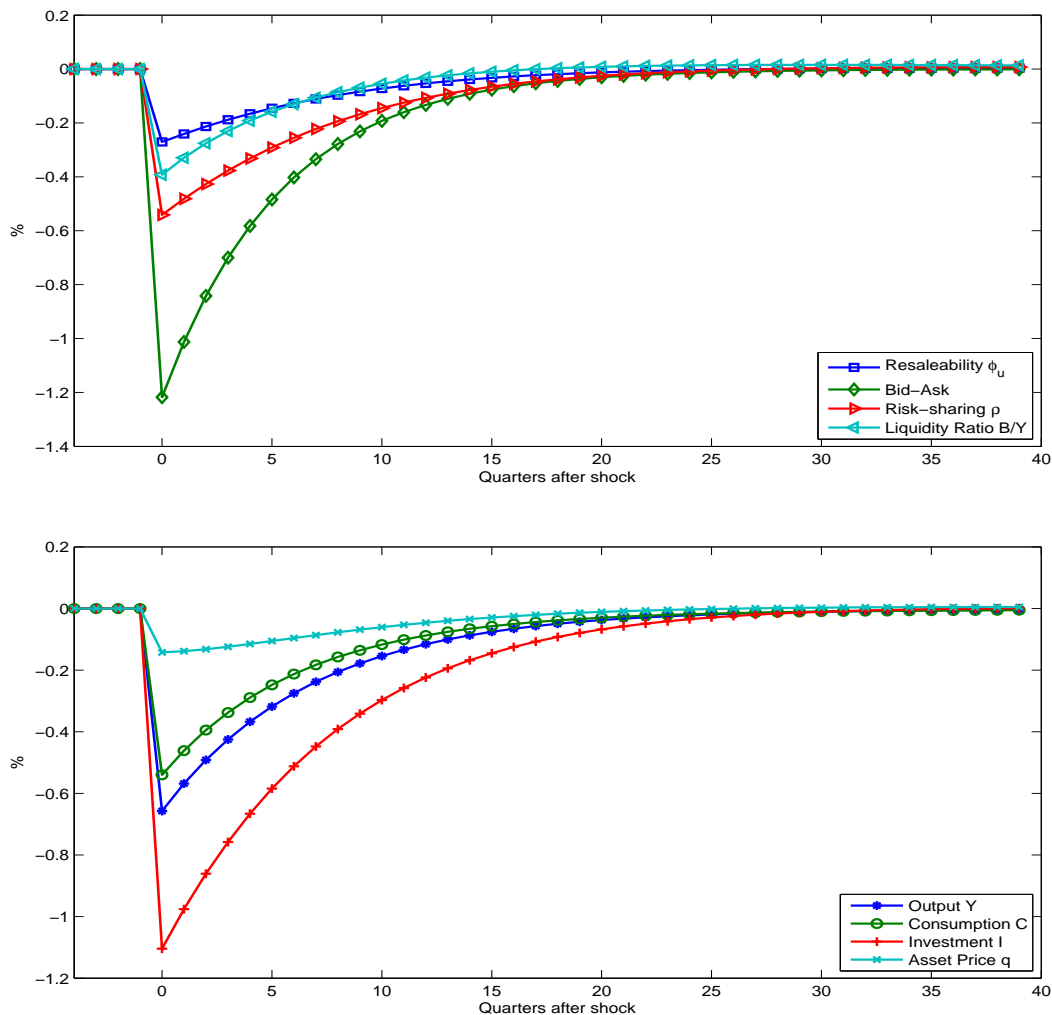 0.2
0
−0.2
−0.4
−0.6
−0.8
−1
−1.2
−1.4
%
0 5 10 15 20 25 30 35 40
Quarters after shock
Resaleability ϕu
Bid−Ask
Risk−sharing ρ
Liquidity Ratio B/Y
0.2
0
−0.2
−0.4
−0.6
−0.8
−1
−1.2
%
0 5 10 15 20 25 30 35 40
Quarters after shock
Output Y
Consumption C
Investment I
Asset Price q